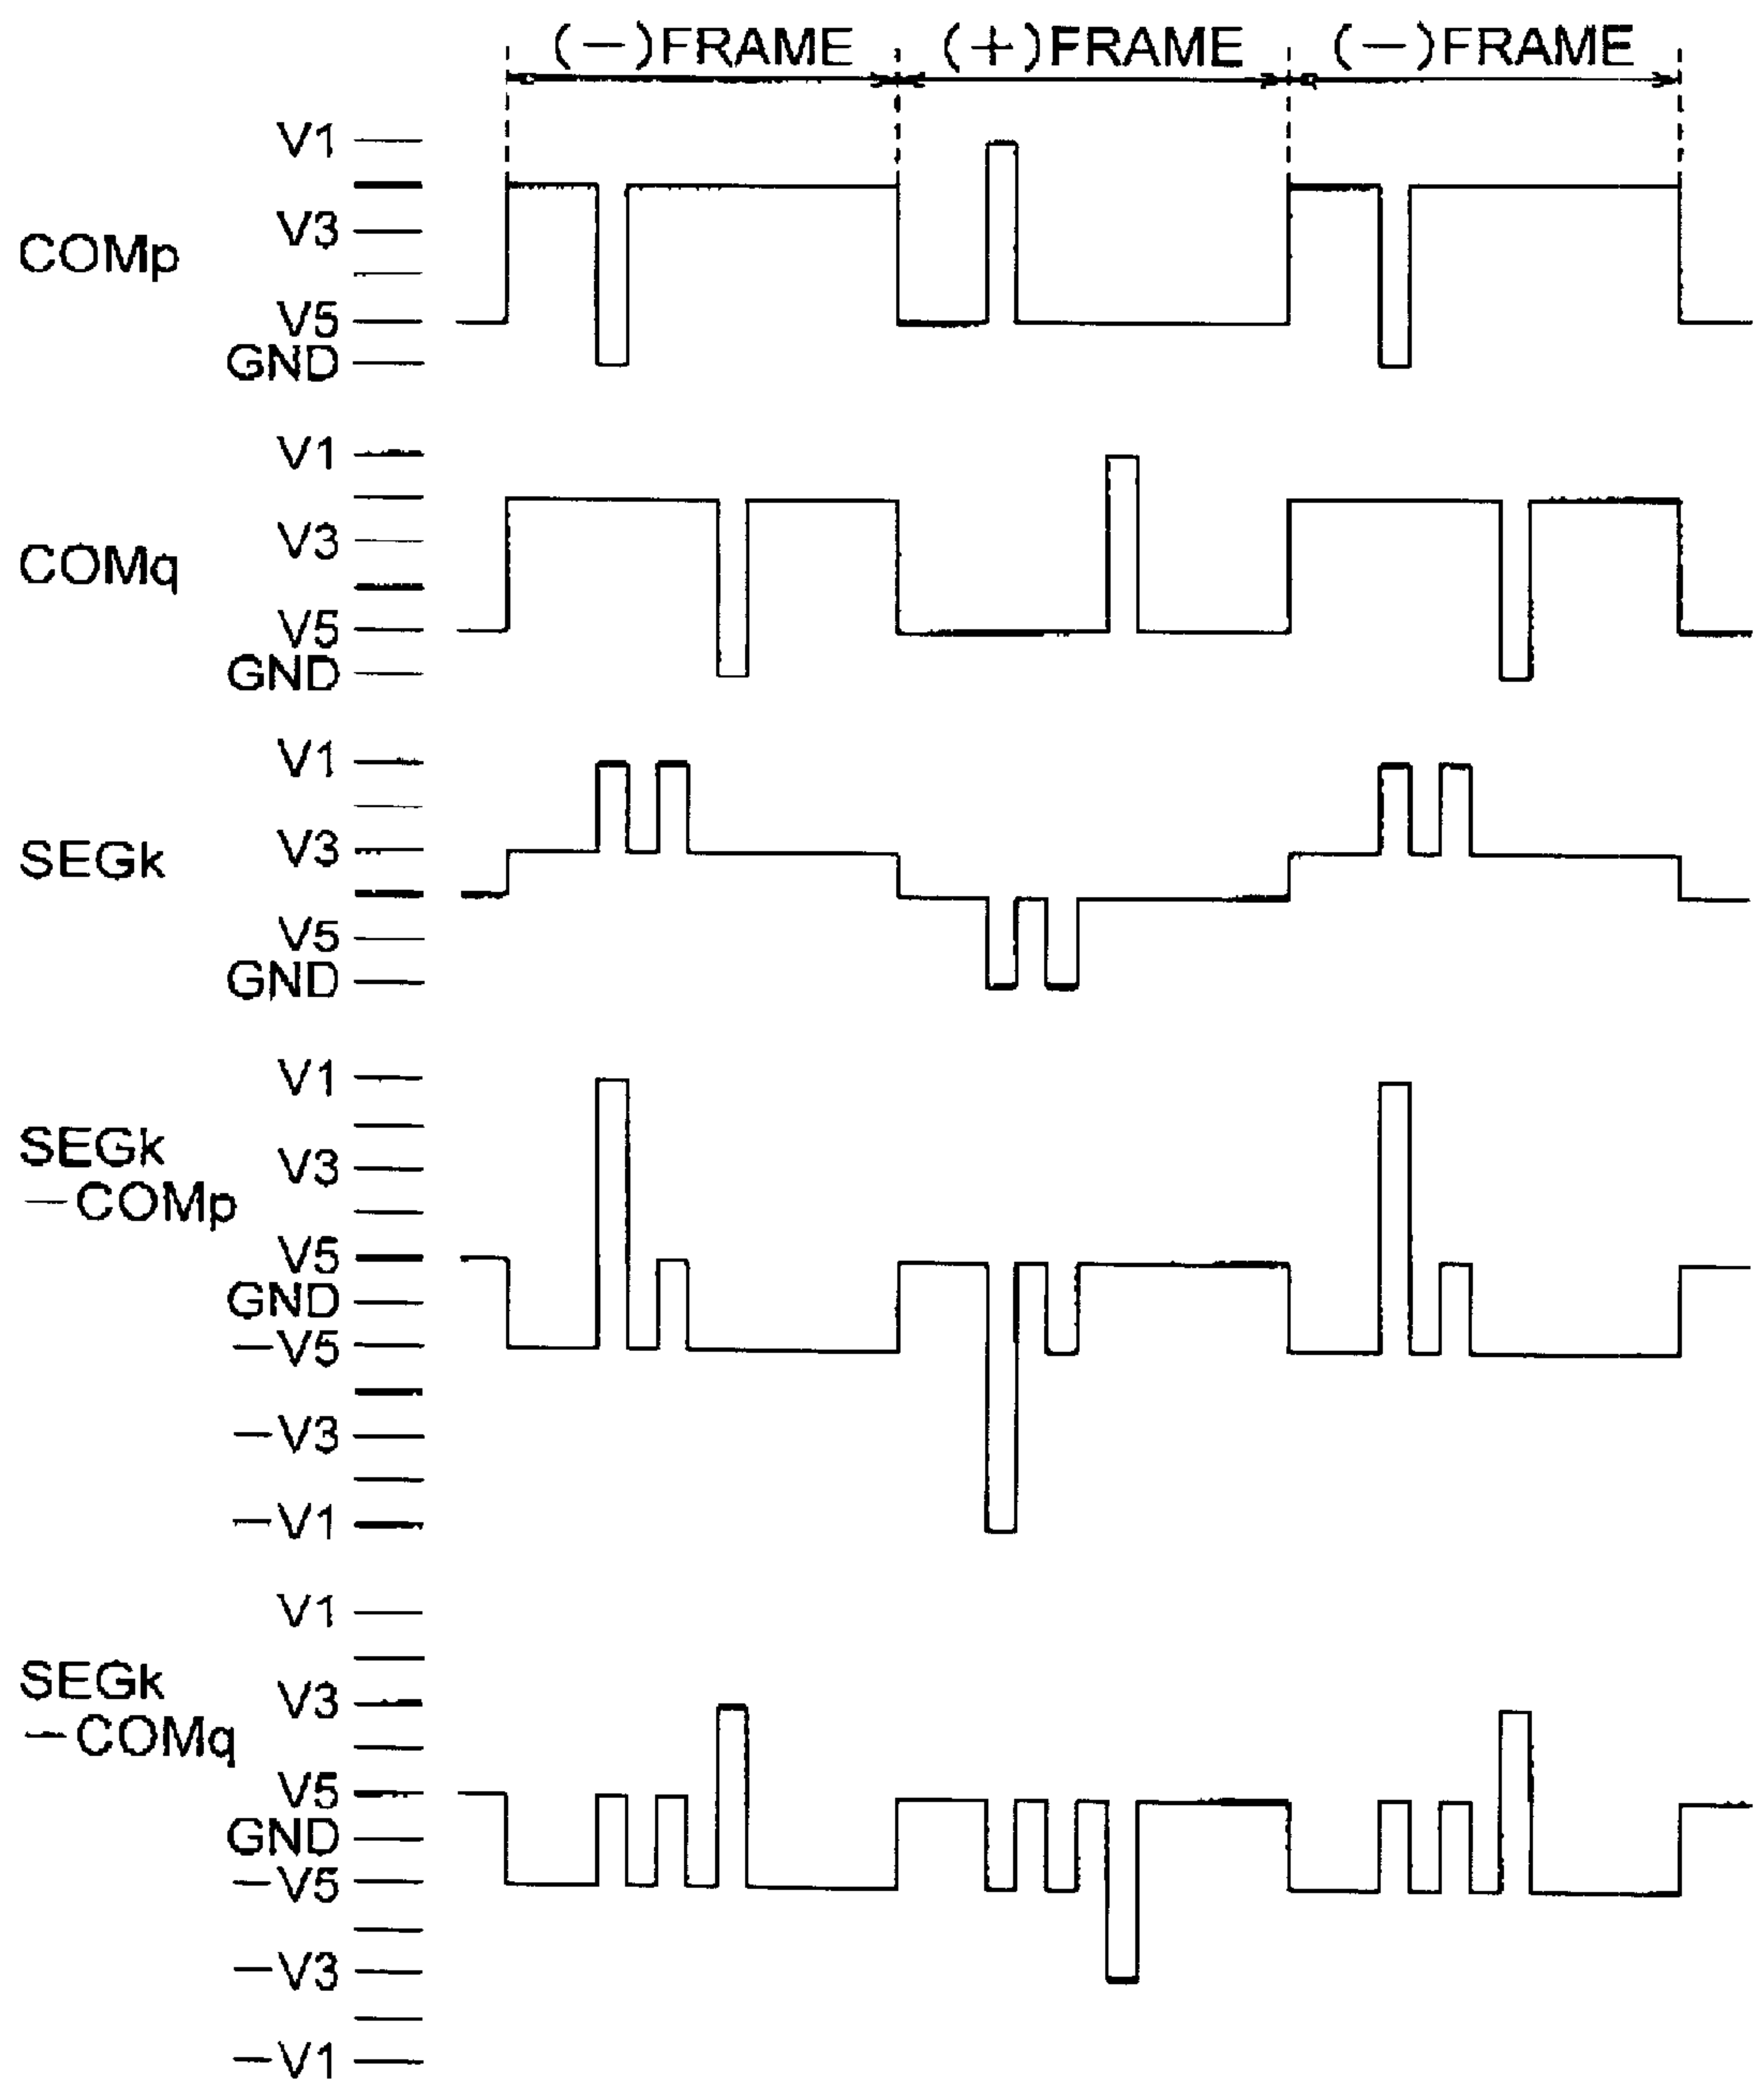 (−)FRAME (+)FRAME (−)FRAME
COMp
V1
V3
V5
GND
COMq
V1
V3
V5
GND
SEGk
V1
V3
V5
GND
SEGk
−COMp
V1
V3
V5
GND
−V5
−V3
−V1
SEGk
−COMq
V1
V3
V5
GND
−V5
−V3
−V1